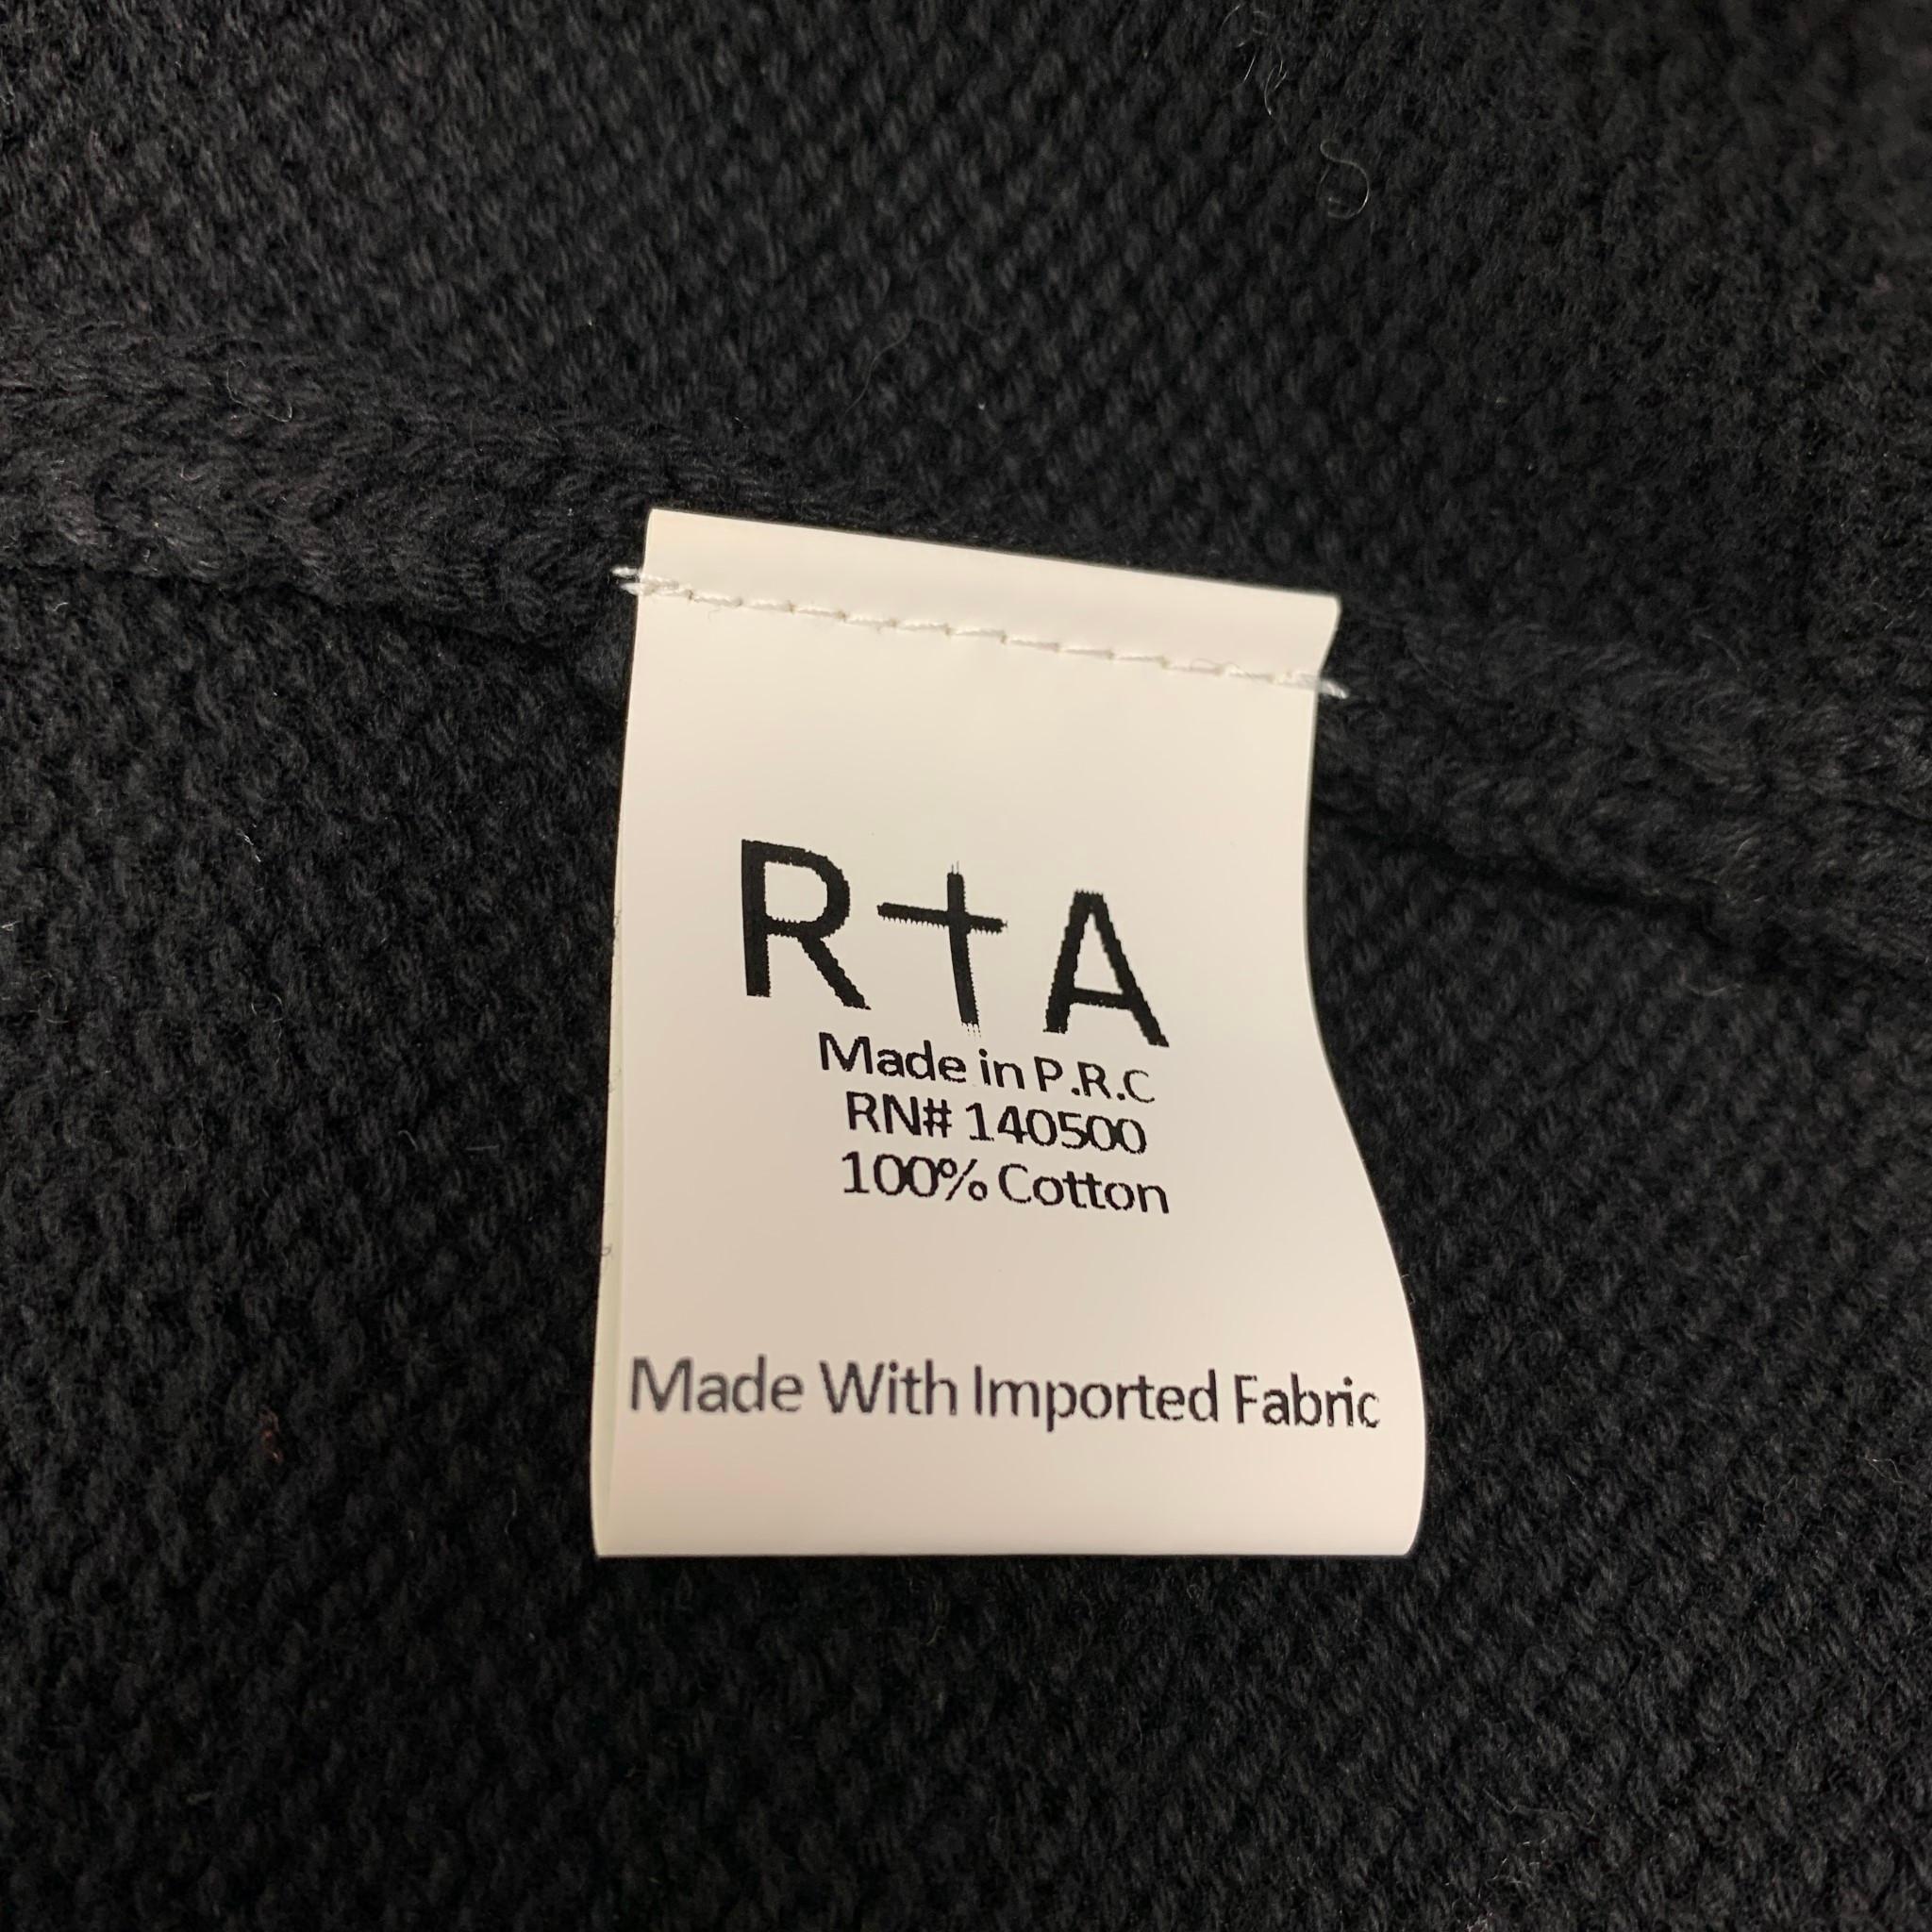 R†A
Made in P.R.C
RN# 140500
100% Cotton
Made With Imported Fabric